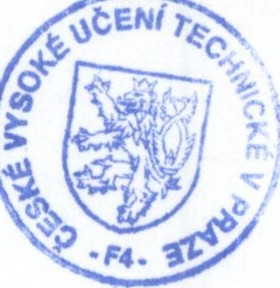 ČESKÉ VYSOKÉ UČENÍ TECHNICKÉ V PRAZE
- F4 -